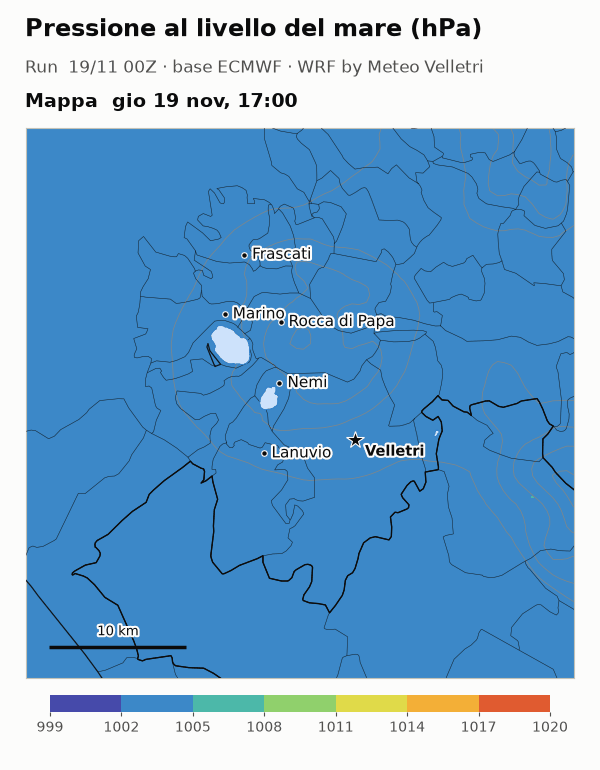 Pressione al livello del mare (hPa)
Run  19/11 00Z · base ECMWF · WRF by Meteo Velletri
Mappa  gio 19 nov, 17:00
Frascati
Marino
Rocca di Papa
Nemi
Velletri
Lanuvio
10 km
999 1002 1005 1008 1011 1014 1017 1020